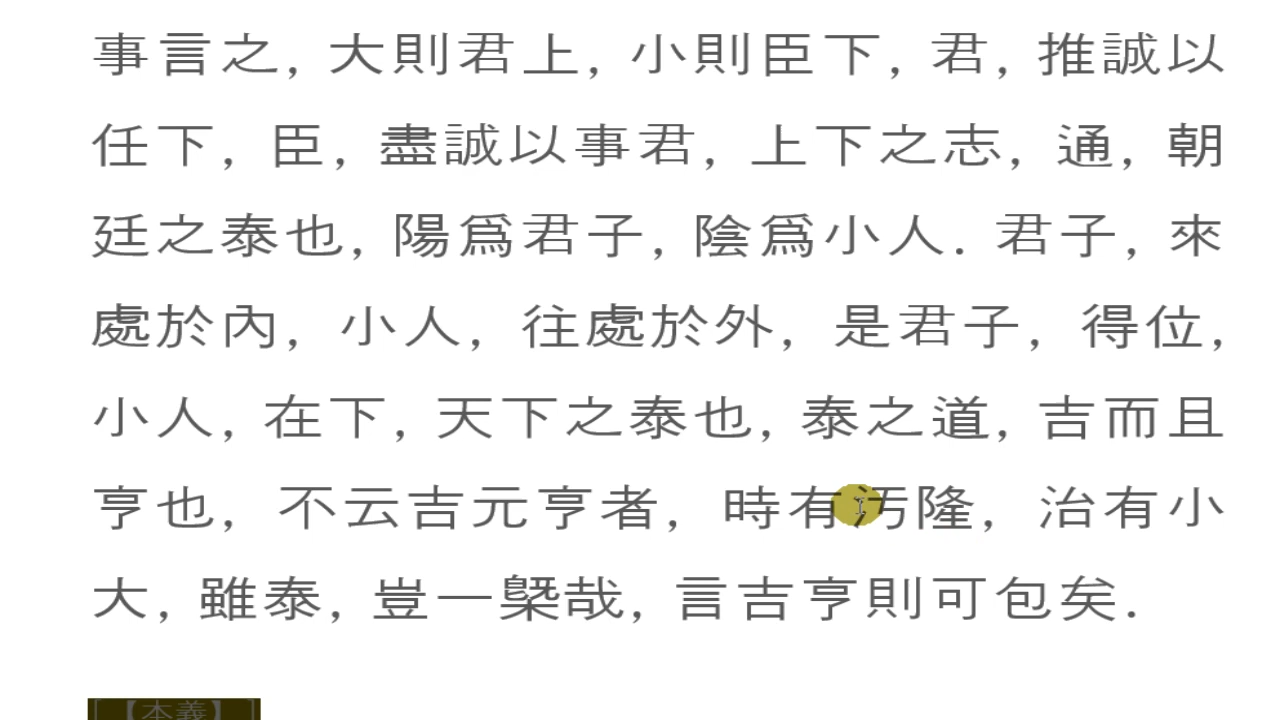 事言之, 大則君上, 小則臣下, 君, 推誠以
任下, 臣, 盡誠以事君, 上下之志, 通, 朝
廷之泰也, 陽爲君子, 陰爲小人. 君子, 來
處於內, 小人, 往處於外, 是君子, 得位,
小人, 在下, 天下之泰也, 泰之道, 吉而且
亨也, 不云吉元亨者, 時有汚隆, 治有小
大, 雖泰, 豈一槩哉, 言吉亨則可包矣.
[【本義】]